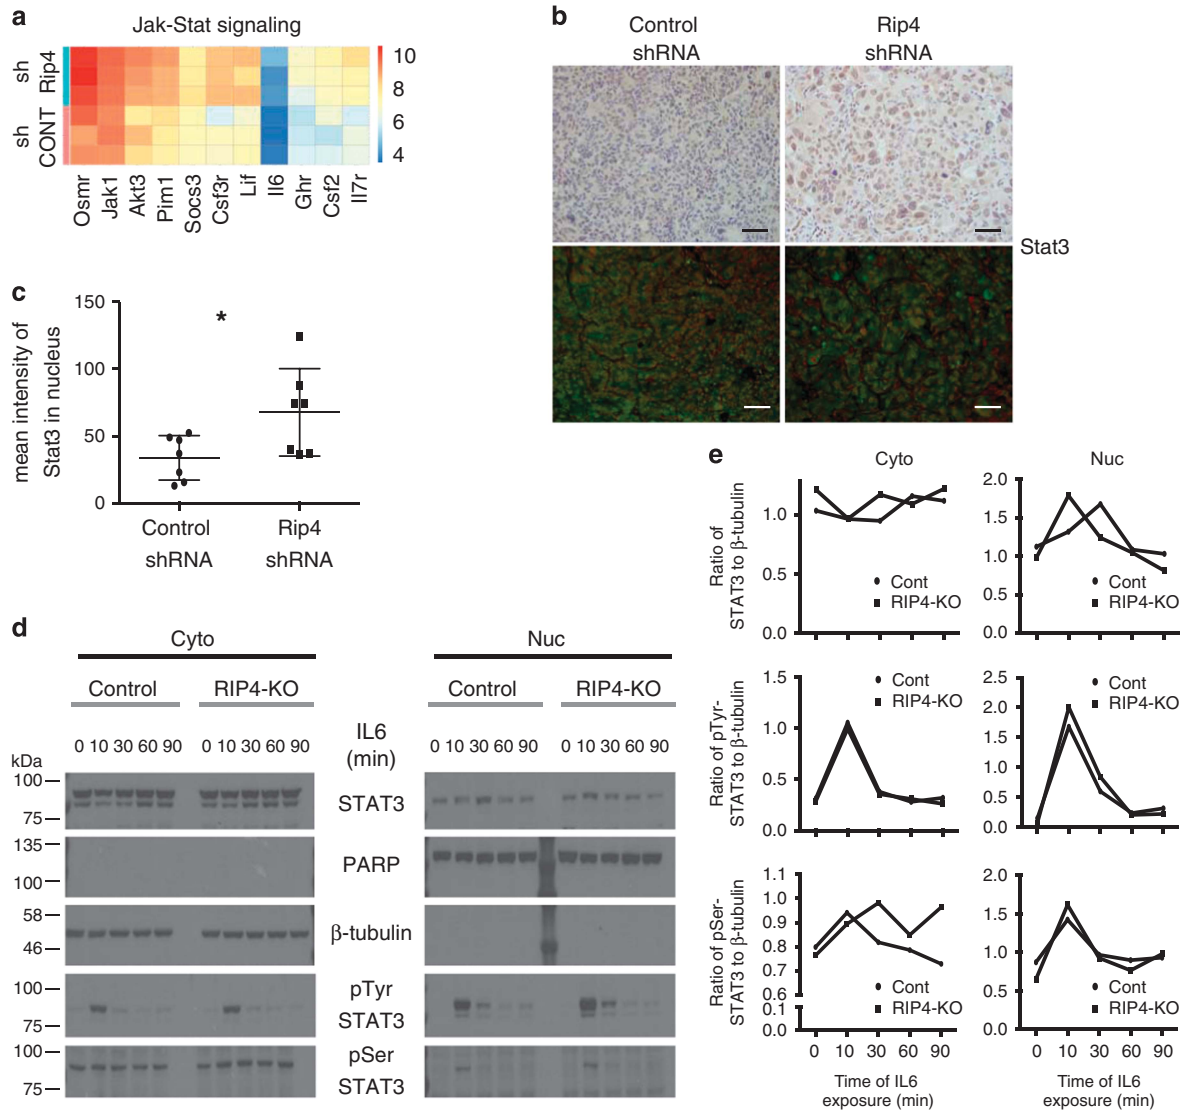 a
Jak-Stat signaling
sh
Rip4
sh
CONT
10
8
6
4
Osmr
Jak1
Akt3
Pim1
Socs3
Csf3r
Lif
Il6
Ghr
Csf2
Il7r
b
Control
shRNA
Rip4
shRNA
Stat3
c
mean intensity of
Stat3 in nucleus
150
100
50
0
*
Control
shRNA
Rip4
shRNA
d
Cyto
Nuc
Control
RIP4-KO
Control
RIP4-KO
IL6
(min)
0 10 30 60 90
0 10 30 60 90
0 10 30 60 90
0 10 30 60 90
kDa
100
75
STAT3
135
100
PARP
58
46
β-tubulin
100
75
pTyr
STAT3
100
75
pSer
STAT3
e
Cyto
Nuc
Ratio of
STAT3 to β-tubulin
1.0
0.5
0.0
Cont
RIP4-KO
2.0
1.5
1.0
0.5
0.0
Cont
RIP4-KO
Ratio of pTyr-
STAT3 to β-tubulin
1.5
1.0
0.5
0.0
Cont
RIP4-KO
2.5
2.0
1.5
1.0
0.5
0.0
Cont
RIP4-KO
Ratio of pSer-
STAT3 to β-tubulin
1.1
1.0
0.9
0.8
0.7
0.6
0.1
0.0
Cont
RIP4-KO
0 10 30 60 90
Time of IL6
exposure (min)
2.0
1.5
1.0
0.5
0.0
Cont
RIP4-KO
0 10 30 60 90
Time of IL6
exposure (min)